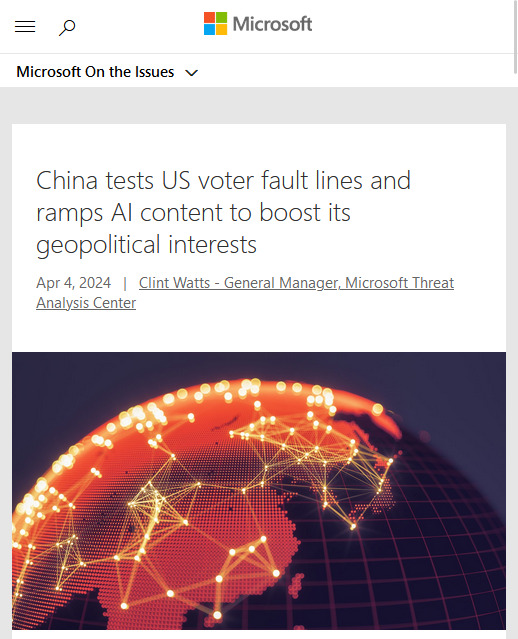 Microsoft
Microsoft On the Issues
China tests US voter fault lines and
ramps AI content to boost its
geopolitical interests
Apr 4, 2024 | Clint Watts - General Manager, Microsoft Threat
Analysis Center